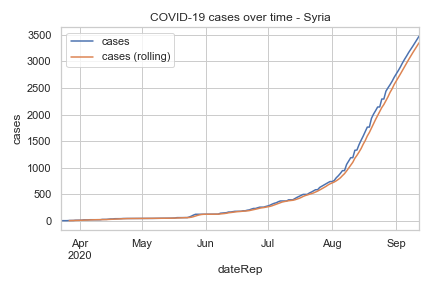 COVID-19 cases over time - Syria
cases
cases (rolling)
cases
3500
3000
2500
2000
1500
1000
500
0
Apr
2020
May
Jun
Jul
Aug
Sep
dateRep